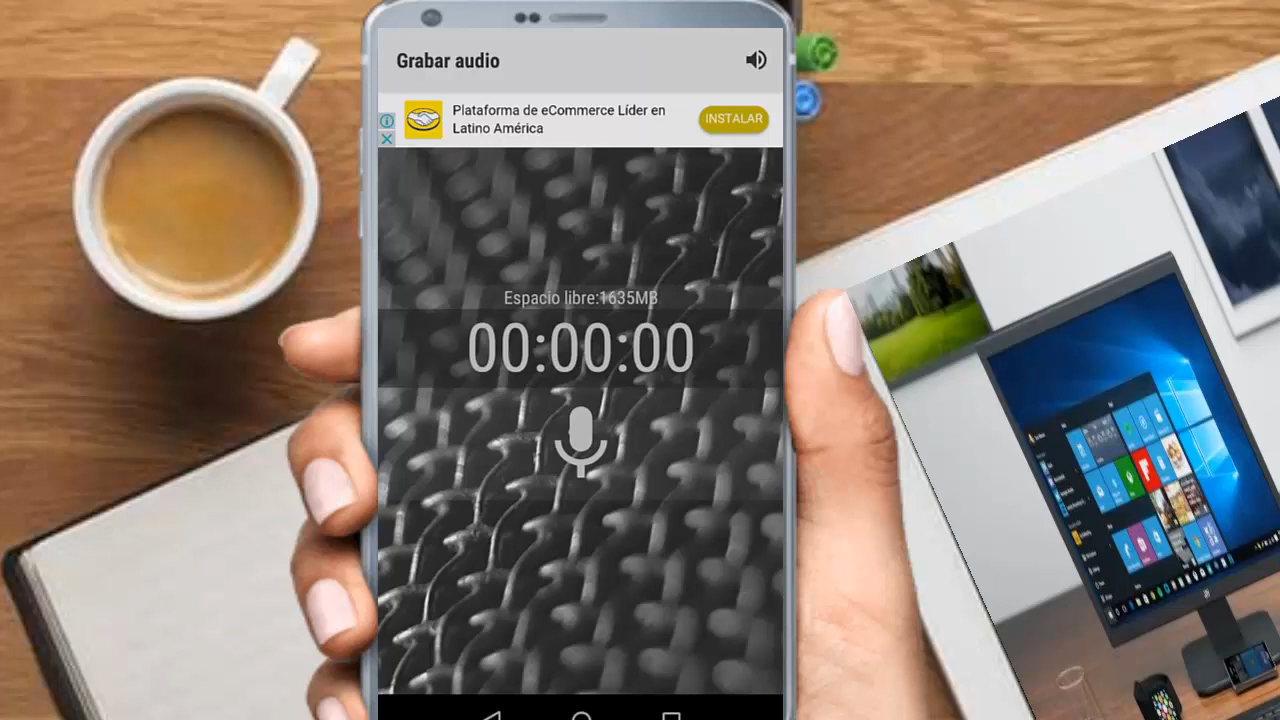 Grabar audio
Plataforma de eCommerce Líder en
Latino América
INSTALAR
Espacio libre:1635MB
00:00:00